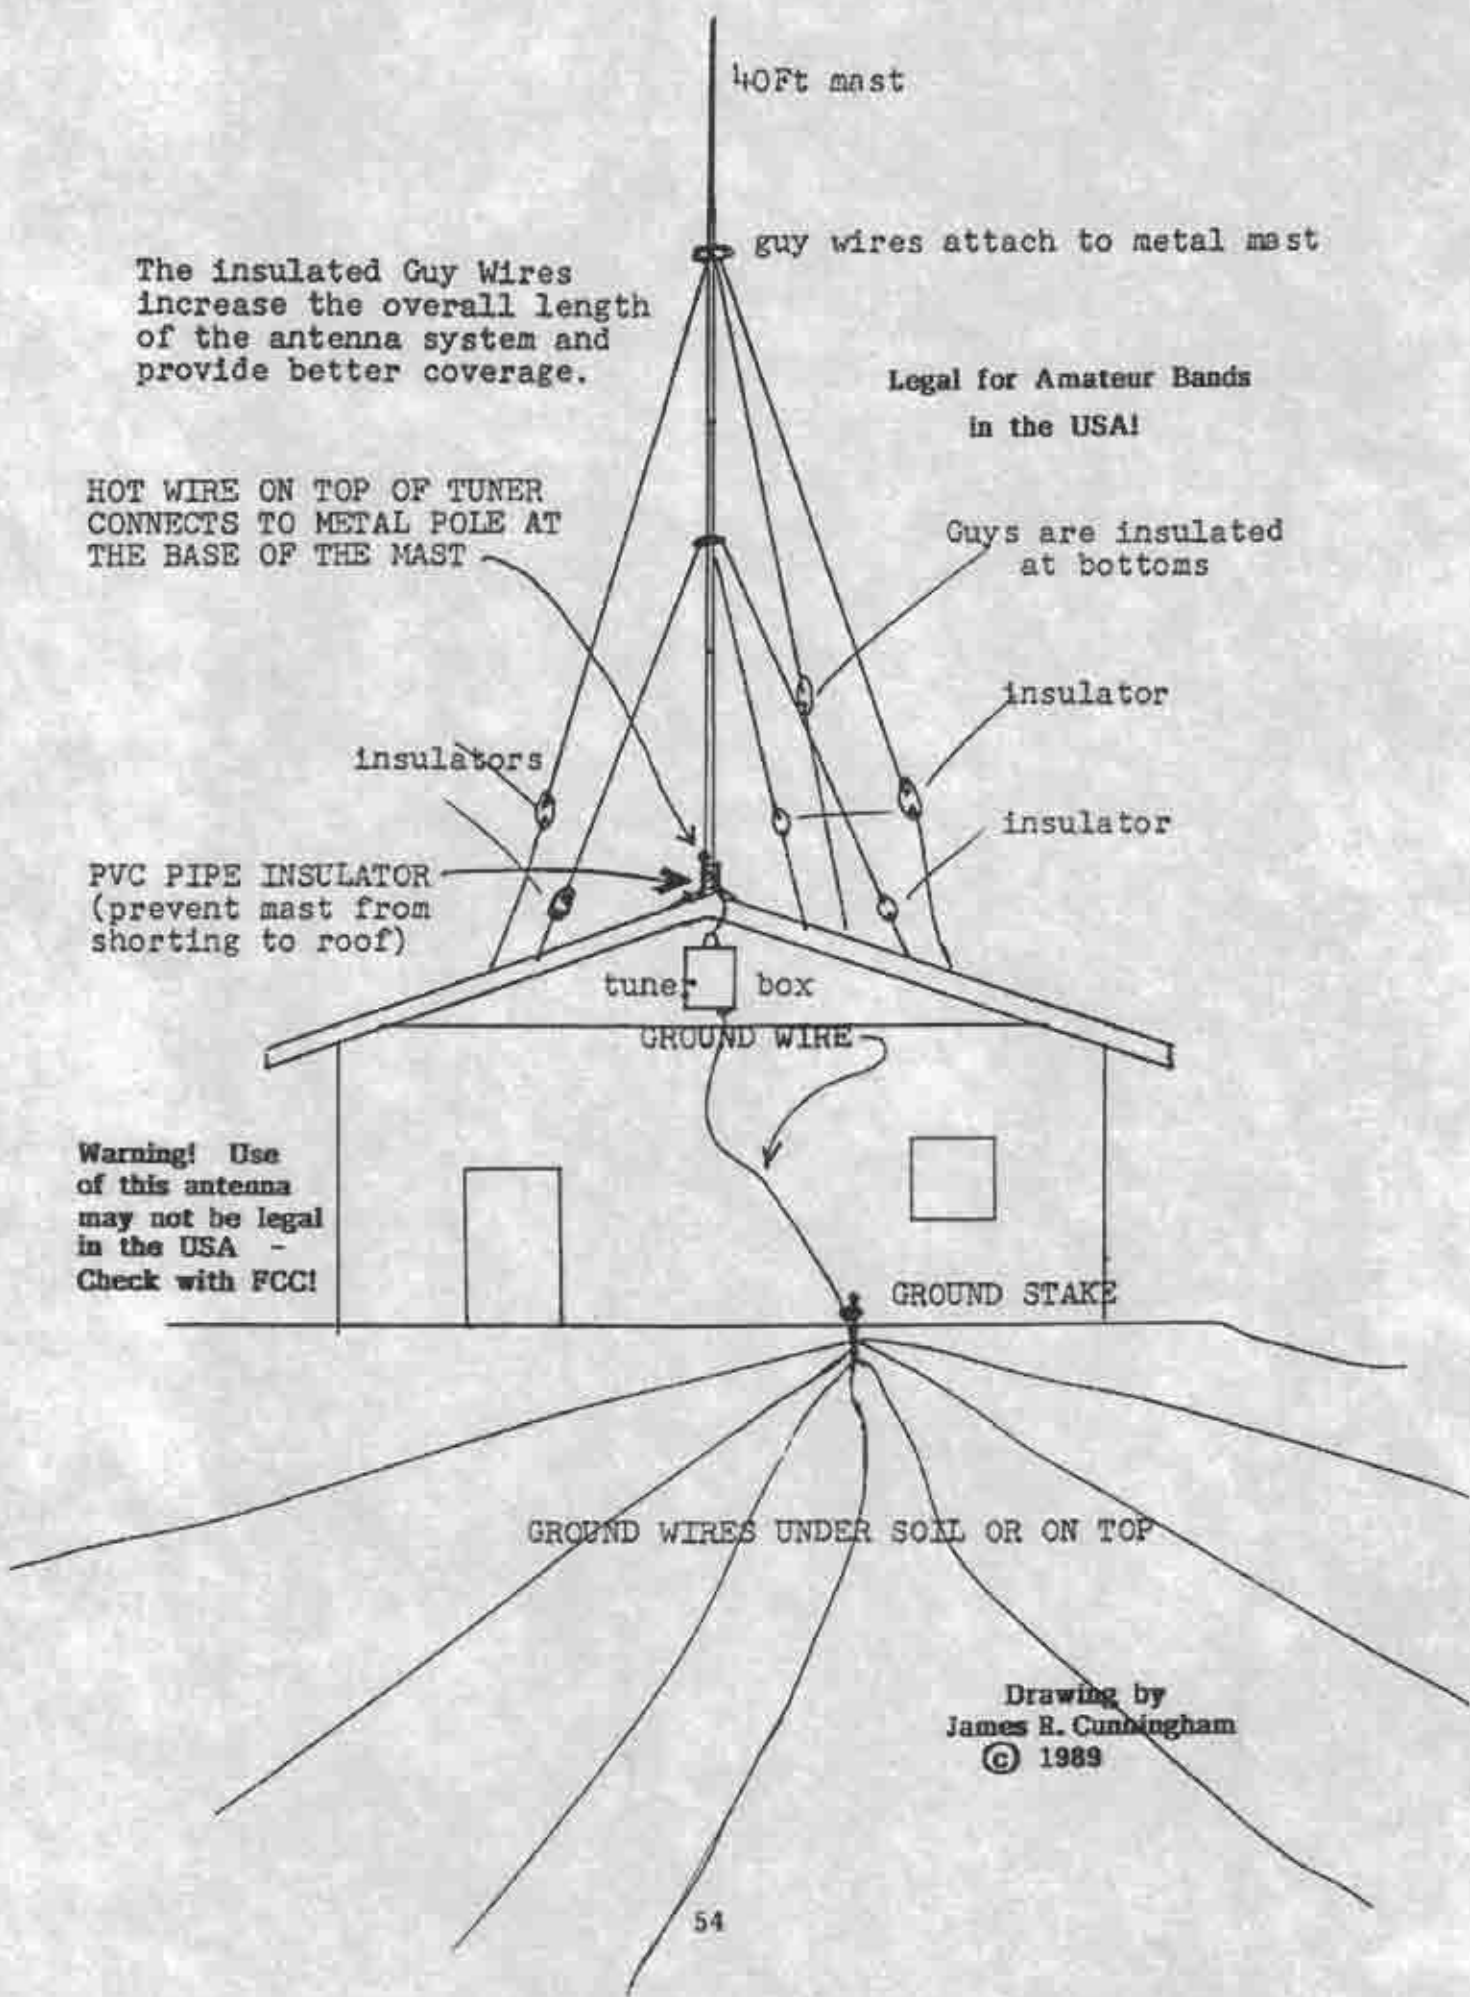 40Ft mast
guy wires attach to metal mast
The insulated Guy Wires
increase the overall length
of the antenna system and
provide better coverage.
Legal for Amateur Bands
in the USA!
HOT WIRE ON TOP OF TUNER
CONNECTS TO METAL POLE AT
THE BASE OF THE MAST
Guys are insulated
at bottoms
insulator
insulators
insulator
PVC PIPE INSULATOR
(prevent mast from
shorting to roof)
tuner box
GROUND WIRE
Warning! Use
of this antenna
may not be legal
in the USA -
Check with FCC!
GROUND STAKE
GROUND WIRES UNDER SOIL OR ON TOP
Drawing by
James R. Cunningham
© 1989
54